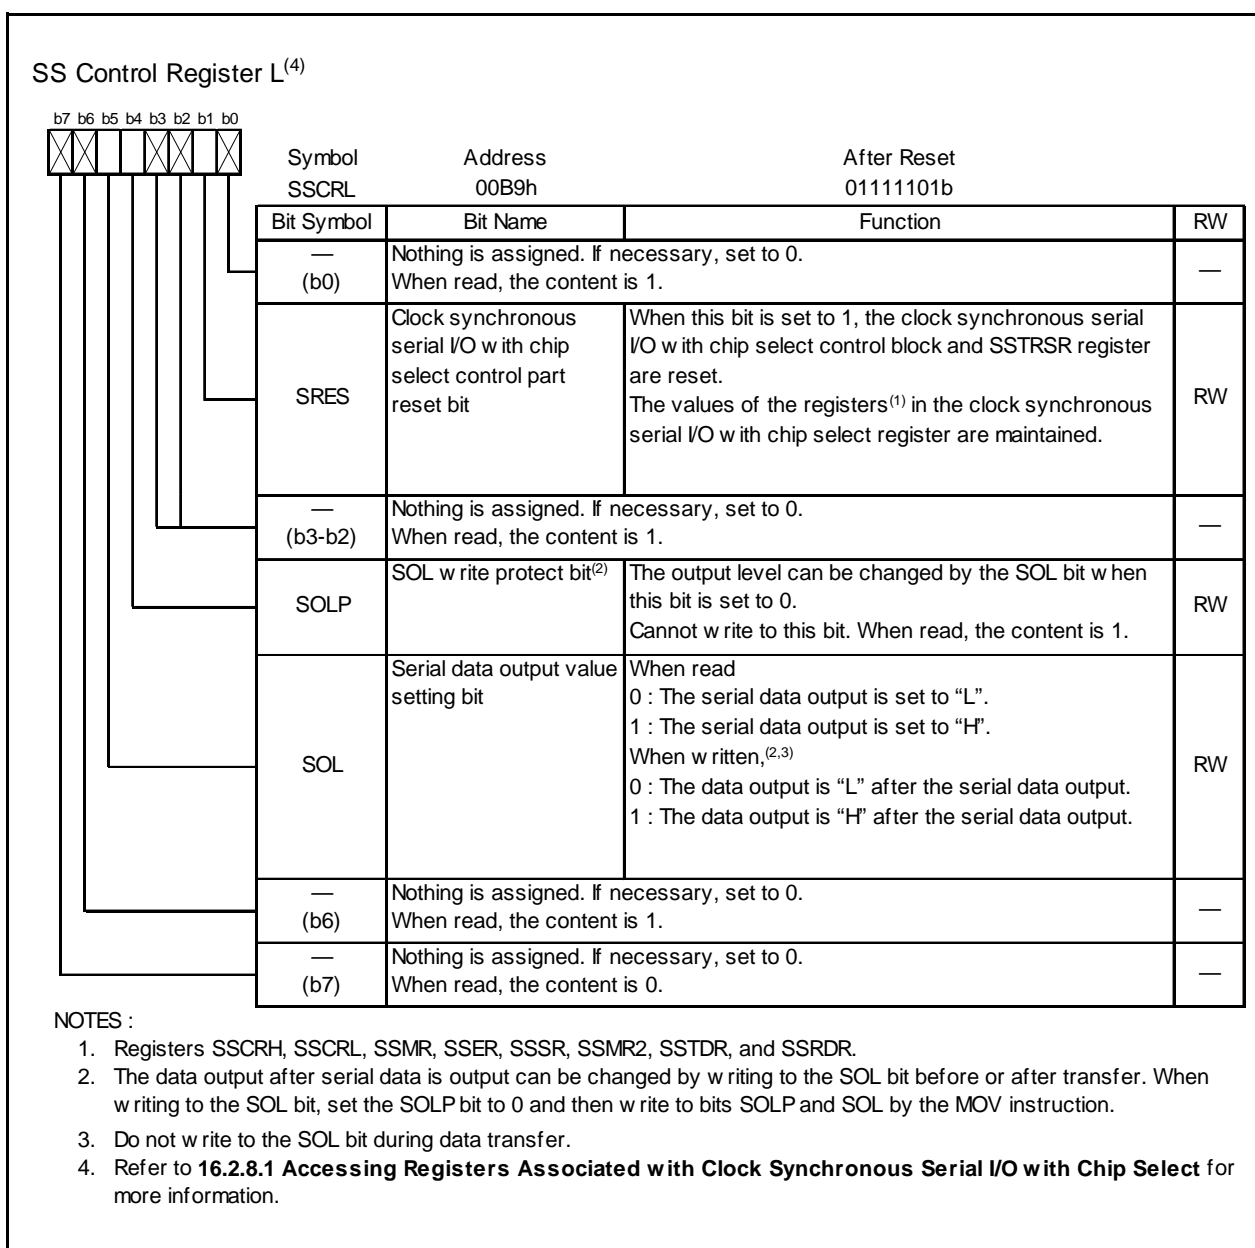 SS Control Register L(4)
b7 b6 b5 b4 b3 b2 b1 b0
Symbol Address After Reset
SSCRL 00B9h 01111101b
Bit Symbol Bit Name Function RW
—
(b0)
Nothing is assigned. If necessary, set to 0.
When read, the content is 1.
—
SRES
Clock synchronous
serial I/O with chip
select control part
reset bit
When this bit is set to 1, the clock synchronous serial
I/O with chip select control block and SSTRSR register
are reset.
The values of the registers(1) in the clock synchronous
serial I/O with chip select register are maintained.
RW
—
(b3-b2)
Nothing is assigned. If necessary, set to 0.
When read, the content is 1.
—
SOLP
SOL write protect bit(2)
The output level can be changed by the SOL bit when
this bit is set to 0.
Cannot write to this bit. When read, the content is 1.
RW
SOL
Serial data output value
setting bit
When read
0 : The serial data output is set to “L”.
1 : The serial data output is set to “H”.
When written,(2,3)
0 : The data output is “L” after the serial data output.
1 : The data output is “H” after the serial data output.
RW
—
(b6)
Nothing is assigned. If necessary, set to 0.
When read, the content is 1.
—
—
(b7)
Nothing is assigned. If necessary, set to 0.
When read, the content is 0.
—
NOTES :
1. Registers SSCRH, SSCRL, SSMR, SSER, SSSR, SSMR2, SSTDR, and SSRDR.
2. The data output after serial data is output can be changed by writing to the SOL bit before or after transfer. When
writing to the SOL bit, set the SOLP bit to 0 and then write to bits SOLP and SOL by the MOV instruction.
3. Do not write to the SOL bit during data transfer.
4. Refer to 16.2.8.1 Accessing Registers Associated with Clock Synchronous Serial I/O with Chip Select for
more information.